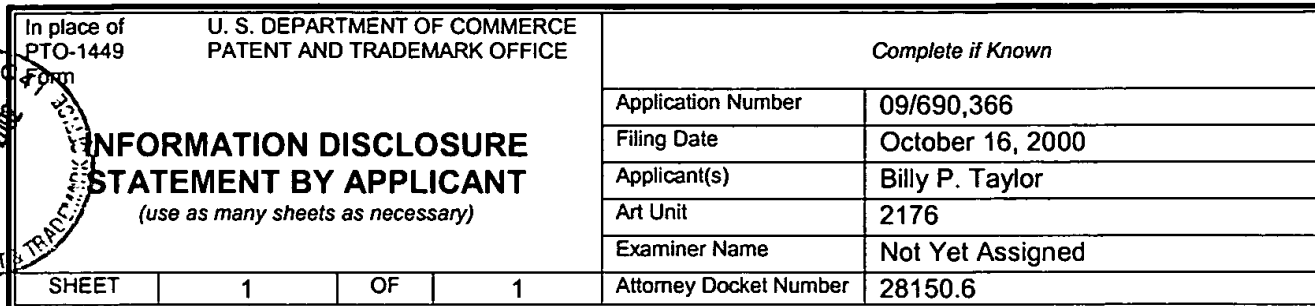 In place of U. S. DEPARTMENT OF COMMERCE
PTO-1449 PATENT AND TRADEMARK OFFICE
Form
INFORMATION DISCLOSURE
STATEMENT BY APPLICANT
(use as many sheets as necessary)
SHEET 1 OF 1
Complete if Known
Application Number 09/690,366
Filing Date October 16, 2000
Applicant(s) Billy P. Taylor
Art Unit 2176
Examiner Name Not Yet Assigned
Attorney Docket Number 28150.6